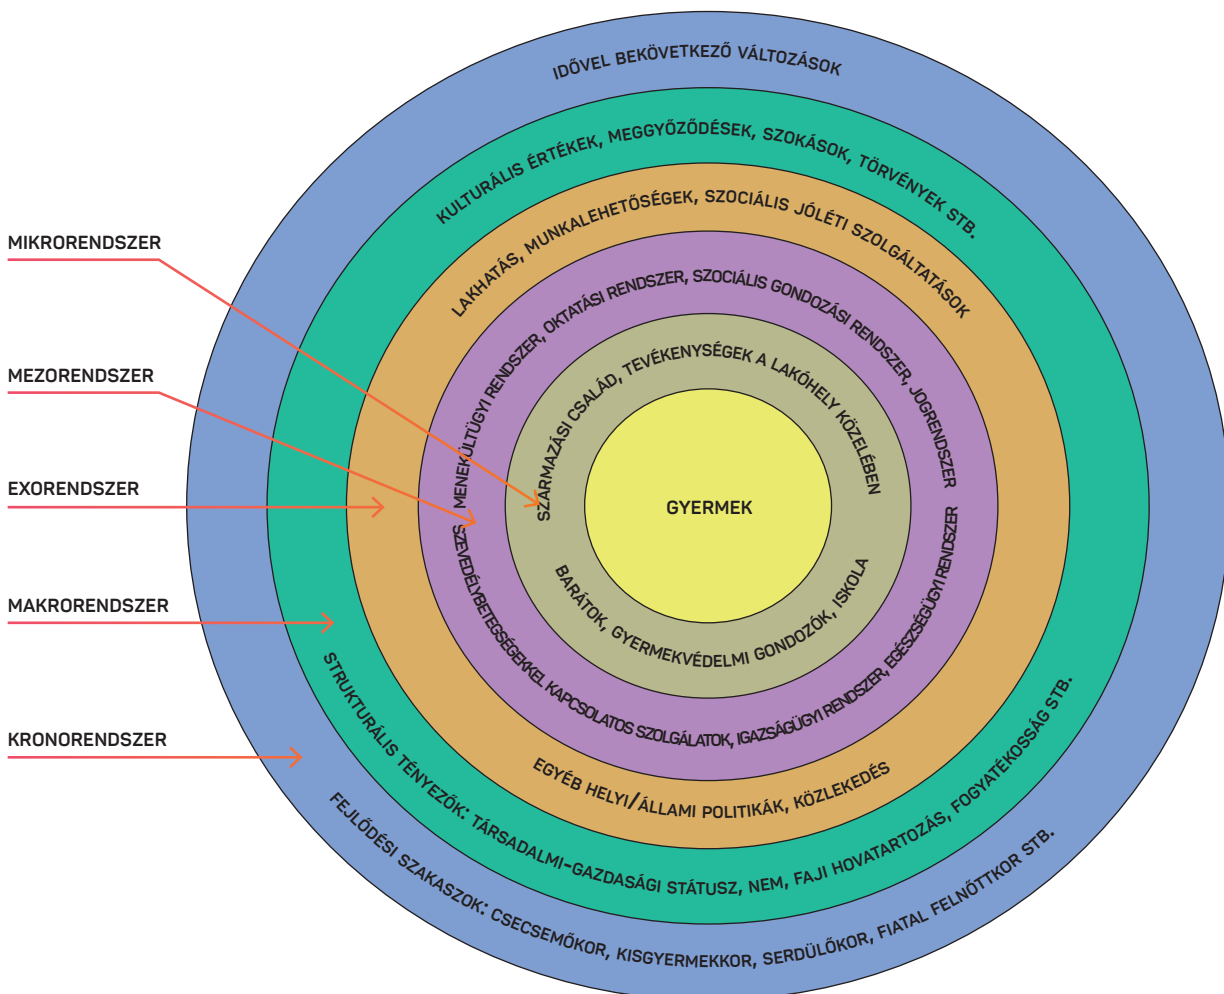 IDŐVEL BEKÖVETKEZŐ VÁLTOZÁSOK
KULTURÁLIS ÉRTÉKEK, MEGGYŐZŐDÉSEK, SZOKÁSOK, TÖRVÉNYEK STB.
LAKHATÁS, MUNKALEHETŐSÉGEK, SZOCIÁLIS JÓLÉTI SZOLGÁLTATÁSOK
MENEKÜLTÜGYI RENDSZER, OKTATÁSI RENDSZER, SZOCIÁLIS GONDOZÁSI RENDSZER, JOGRENDSZER
SZÁRMAZÁSI CSALÁD, TEVÉKENYSÉGEK A LAKÓHELY KÖZELÉBEN
GYERMEK
BARÁTOK, GYERMEKVÉDELMI GONDOZÓK, ISKOLA
SZEVEDÉLYBETEGSÉGEKKEL KAPCSOLATOS SZOLGÁLATOK, IGAZSÁGÜGYI RENDSZER, EGÉSZSÉGÜGYI RENDSZER
EGYÉB HELYI/ÁLLAMI POLITIKÁK, KÖZLEKEDÉS
STRUKTURÁLIS TÉNYEZŐK: TÁRSADALMI-GAZDASÁGI STÁTUSZ, NEM, FAJI HOVATARTOZÁS, FOGYATÉKOSSÁG STB.
FEJLŐDÉSI SZAKASZOK: CSECSEMŐKOR, KISGYERMEKKOR, SERDÜLŐKOR, FIATAL FELNŐTTKOR STB.
MIKRORENDSZER
MEZORENDSZER
EXORENDSZER
MAKRORENDSZER
KRONORENDSZER